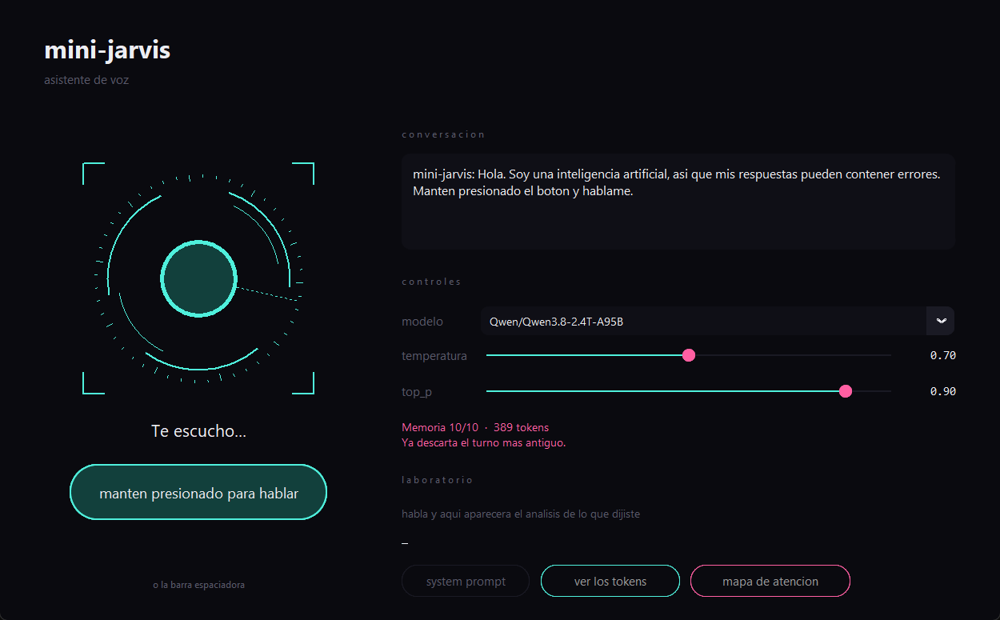 mini-jarvis
asistente de voz
conversacion
mini-jarvis: Hola. Soy una inteligencia artificial, asi que mis respuestas pueden contener errores.
Manten presionado el boton y hablame.
controles
modelo
Qwen/Qwen3.8-2.4T-A95B
temperatura
0.70
top_p
0.90
Memoria 10/10 · 389 tokens
Ya descarta el turno mas antiguo.
Te escucho...
manten presionado para hablar
o la barra espaciadora
laboratorio
habla y aqui aparecera el analisis de lo que dijiste
–
system prompt
ver los tokens
mapa de atencion